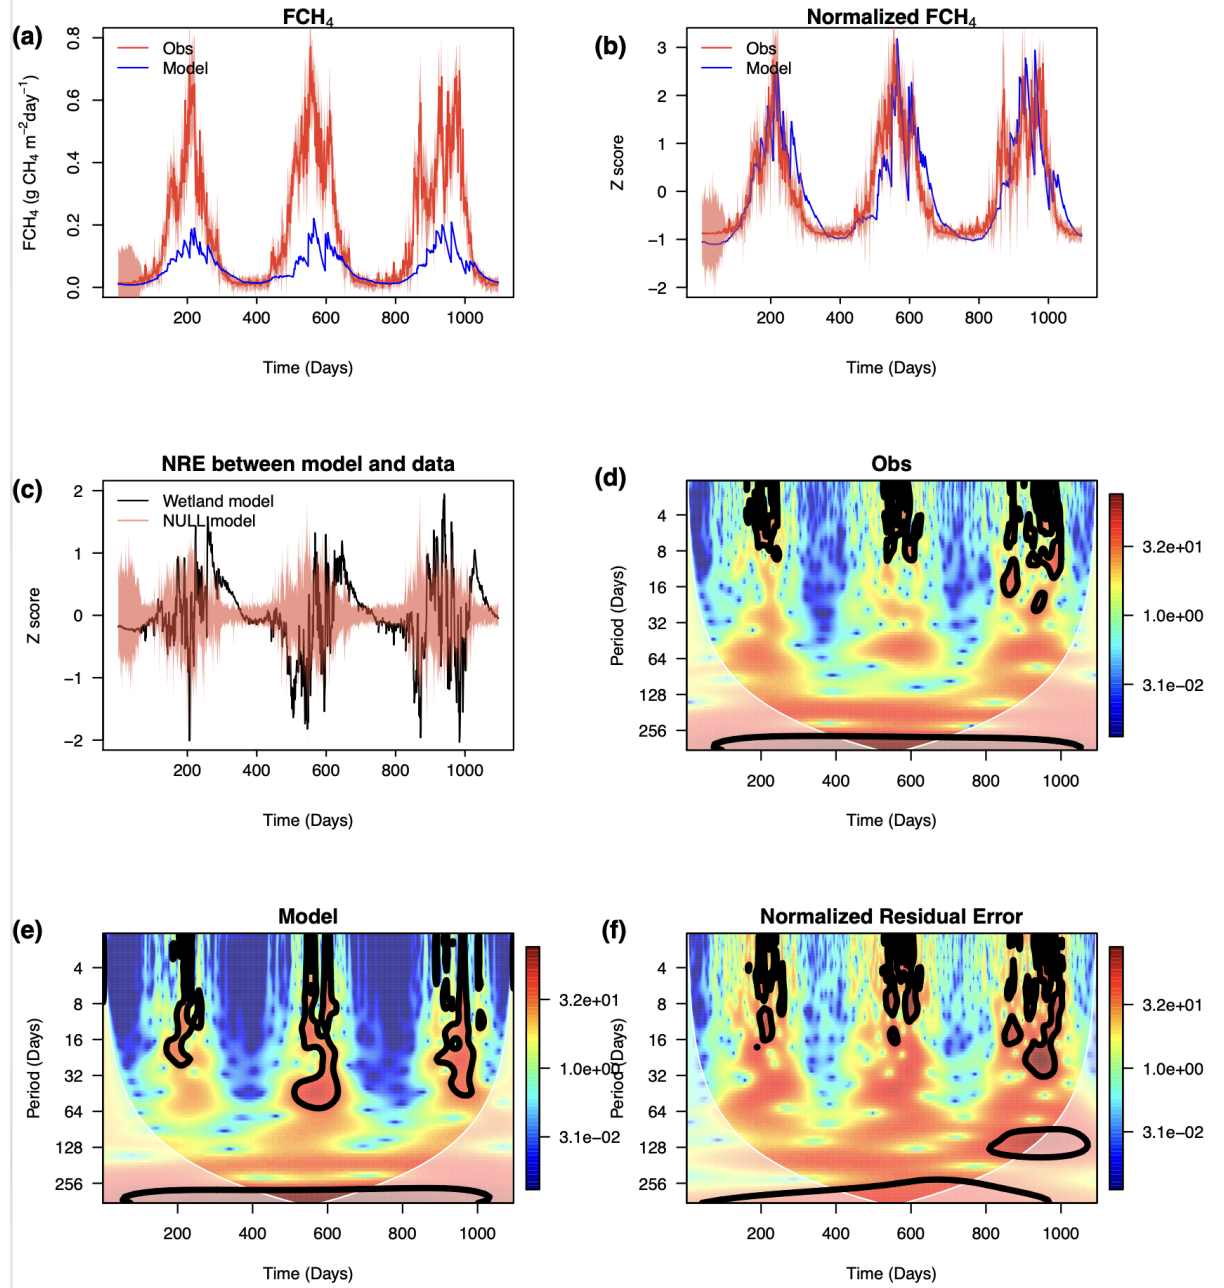 (a)
FCH₄
Obs
Model
FCH₄ (g CH₄ m⁻²day⁻¹)
0.8
0.6
0.4
0.2
0.0
200 400 600 800 1000
Time (Days)
(b)
Normalized FCH₄
Obs
Model
Z score
3
2
1
0
−1
−2
200 400 600 800 1000
Time (Days)
(c)
NRE between model and data
Wetland model
NULL model
Z score
2
1
0
−1
−2
200 400 600 800 1000
Time (Days)
(d)
Obs
Period (Days)
4
8
16
32
64
128
256
200 400 600 800 1000
Time (Days)
3.2e+01
1.0e+00
3.1e−02
(e)
Model
Period (Days)
4
8
16
32
64
128
256
200 400 600 800 1000
Time (Days)
3.2e+01
1.0e+00
3.1e−02
(f)
Normalized Residual Error
Period (Days)
4
8
16
32
64
128
256
200 400 600 800 1000
Time (Days)
3.2e+01
1.0e+00
3.1e−02